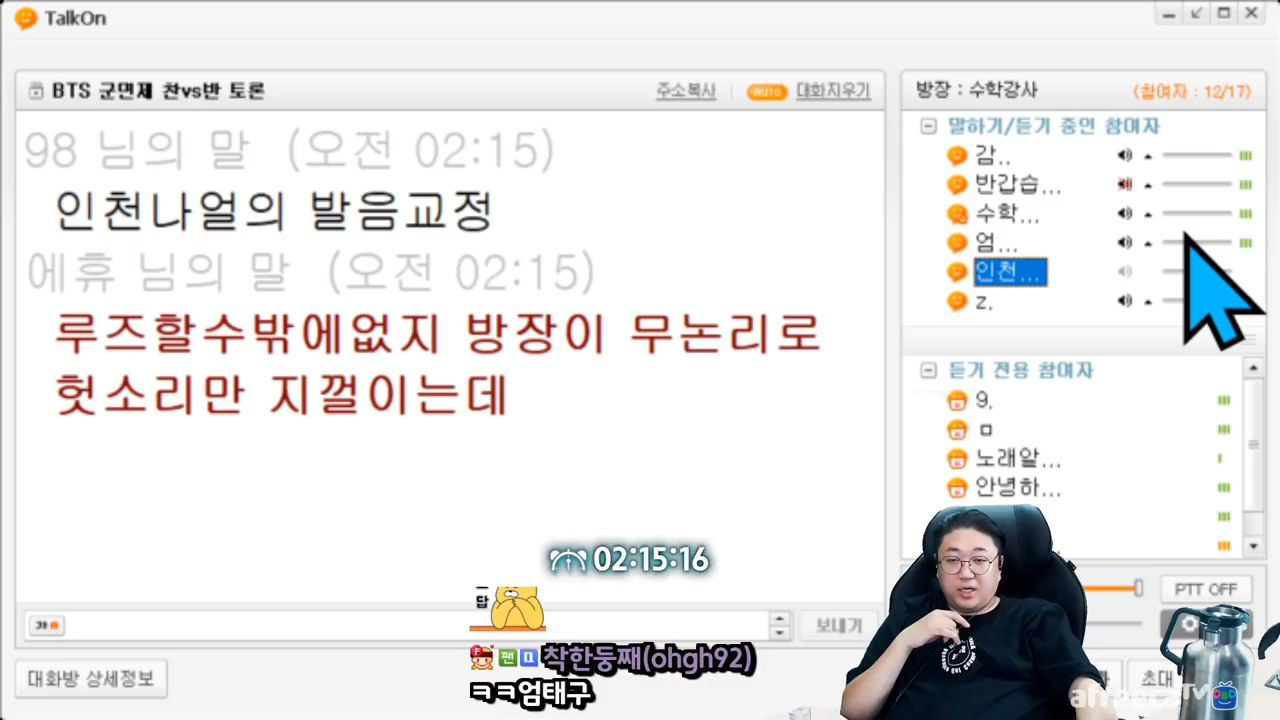 TalkOn
BTS 군면제 찬vs반 토론
주소복사
AUTO
대화지우기
방장 : 수학강사
(참여자 : 12/17)
98 님의 말 (오전 02:15)
인천나얼의 발음교정
에휴 님의 말 (오전 02:15)
루즈할수밖에없지 방장이 무논리로
헛소리만 지껄이는데
말하기/듣기 중인 참여자
감..
반갑습...
수학...
엄...
인천...
z.
듣기 전용 참여자
9.
ㅁ
노래알...
안녕하...
02:15:16
답
가
보내기
PTT OFF
F 팬 착한둥째(ohgh92)
ㅋㅋ엄태구
대화방 상세정보
초대
afreecaTV